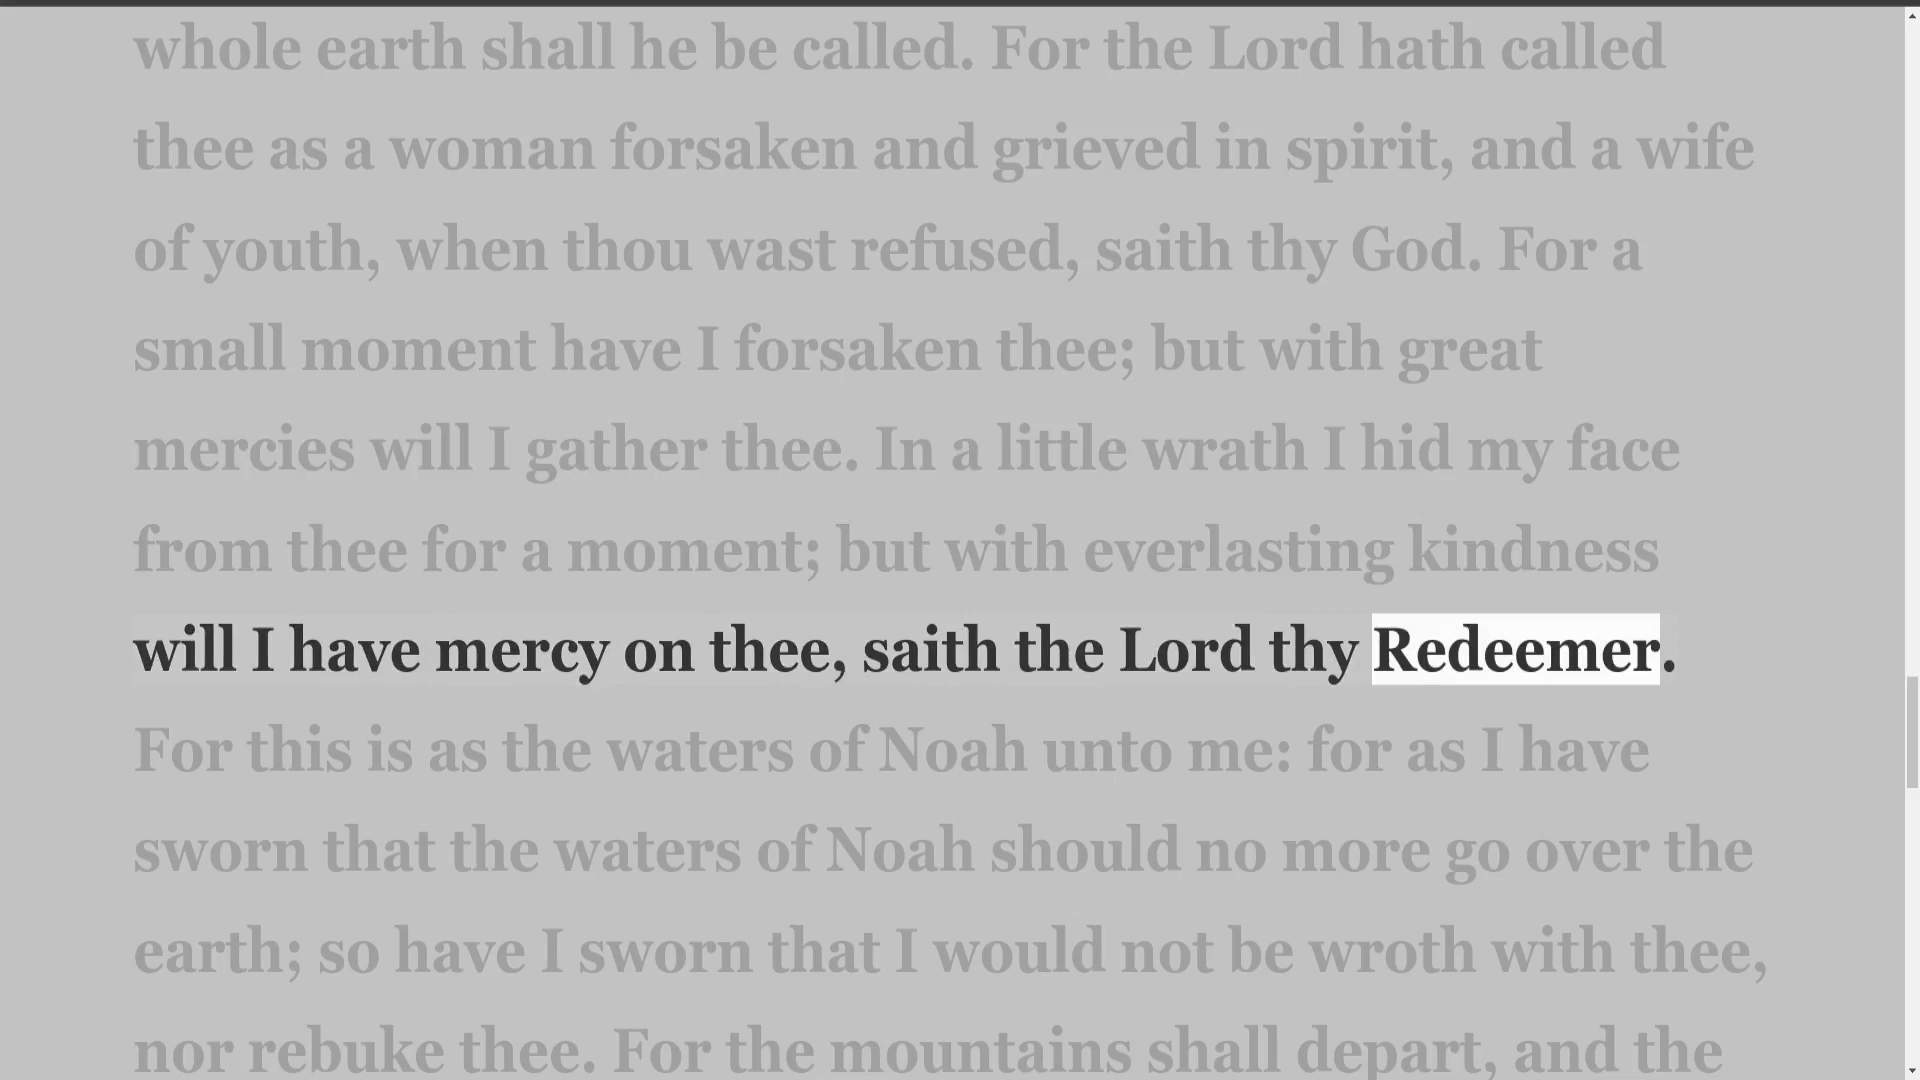 whole earth shall he be called. For the Lord hath called
thee as a woman forsaken and grieved in spirit, and a wife
of youth, when thou wast refused, saith thy God. For a
small moment have I forsaken thee; but with great
mercies will I gather thee. In a little wrath I hid my face
from thee for a moment; but with everlasting kindness
will I have mercy on thee, saith the Lord thy Redeemer.
For this is as the waters of Noah unto me: for as I have
sworn that the waters of Noah should no more go over the
earth; so have I sworn that I would not be wroth with thee,
nor rebuke thee. For the mountains shall depart, and the